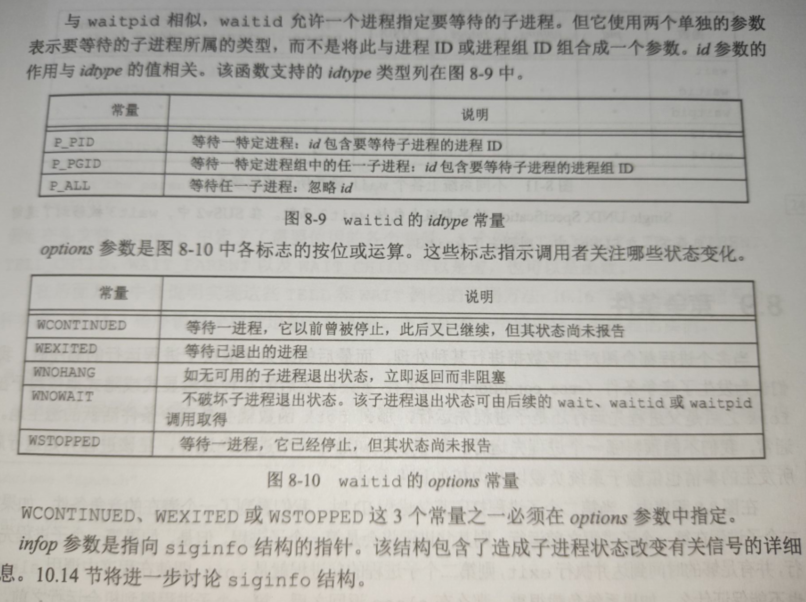 与 waitpid 相似，waitid 允许一个进程指定要等待的子进程。但它使用两个单独的参数
表示要等待的子进程所属的类型，而不是将此与进程 ID 或进程组 ID 组合成一个参数。id 参数的
作用与 idtype 的值相关。该函数支持的 idtype 类型列在图 8-9 中。
常量 说明
P_PID 等待一特定进程：id 包含要等待子进程的进程 ID
P_PGID 等待一特定进程组中的任一子进程：id 包含要等待子进程的进程组 ID
P_ALL 等待任一子进程：忽略 id
图 8-9 waitid 的 idtype 常量
options 参数是图 8-10 中各标志的按位或运算。这些标志指示调用者关注哪些状态变化。
常量 说明
WCONTINUED 等待一进程，它以前曾被停止，此后又已继续，但其状态尚未报告
WEXITED 等待已退出的进程
WNOHANG 如无可用的子进程退出状态，立即返回而非阻塞
WNOWAIT 不破坏子进程退出状态。该子进程退出状态可由后续的 wait、waitid 或 waitpid
调用取得
WSTOPPED 等待一进程，它已经停止，但其状态尚未报告
图 8-10 waitid 的 options 常量
WCONTINUED、WEXITED 或 WSTOPPED 这 3 个常量之一必须在 options 参数中指定。
infop 参数是指向 siginfo 结构的指针。该结构包含了造成子进程状态改变有关信号的详细
息。10.14 节将进一步讨论 siginfo 结构。